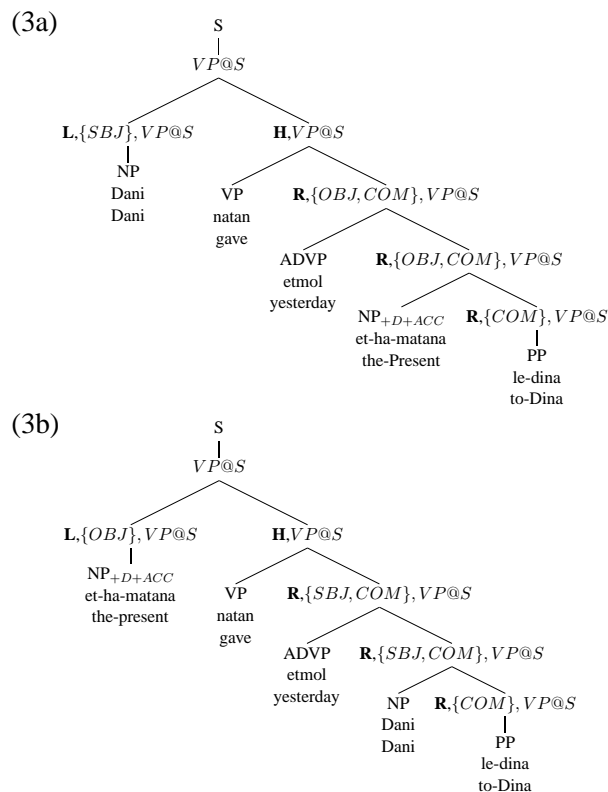 (3a)
S
VP@S
L,{SBJ},VP@S H,VP@S
NP VP R,{OBJ,COM},VP@S
Dani natan
Dani gave
ADVP R,{OBJ,COM},VP@S
etmol
yesterday
NP+D+ACC R,{COM},VP@S
et-ha-matana PP
the-Present le-dina
to-Dina
(3b)
S
VP@S
L,{OBJ},VP@S H,VP@S
NP+D+ACC VP R,{SBJ,COM},VP@S
et-ha-matana natan
the-present gave
ADVP R,{SBJ,COM},VP@S
etmol
yesterday
NP R,{COM},VP@S
Dani PP
Dani le-dina
to-Dina